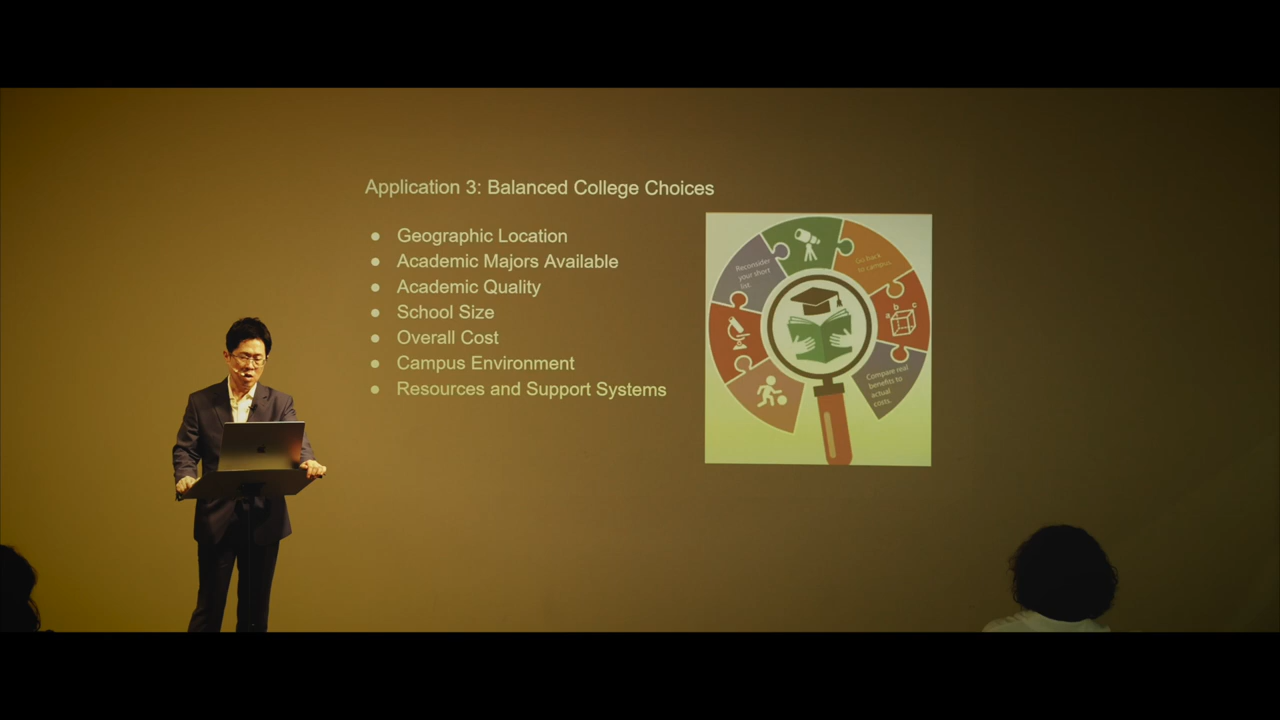 Application 3: Balanced College Choices
● Geographic Location
● Academic Majors Available
● Academic Quality
● School Size
● Overall Cost
● Campus Environment
● Resources and Support Systems
Reconsider
your short
list.
Go back
to campus.
a b c
Compare real
benefits to
actual
costs.